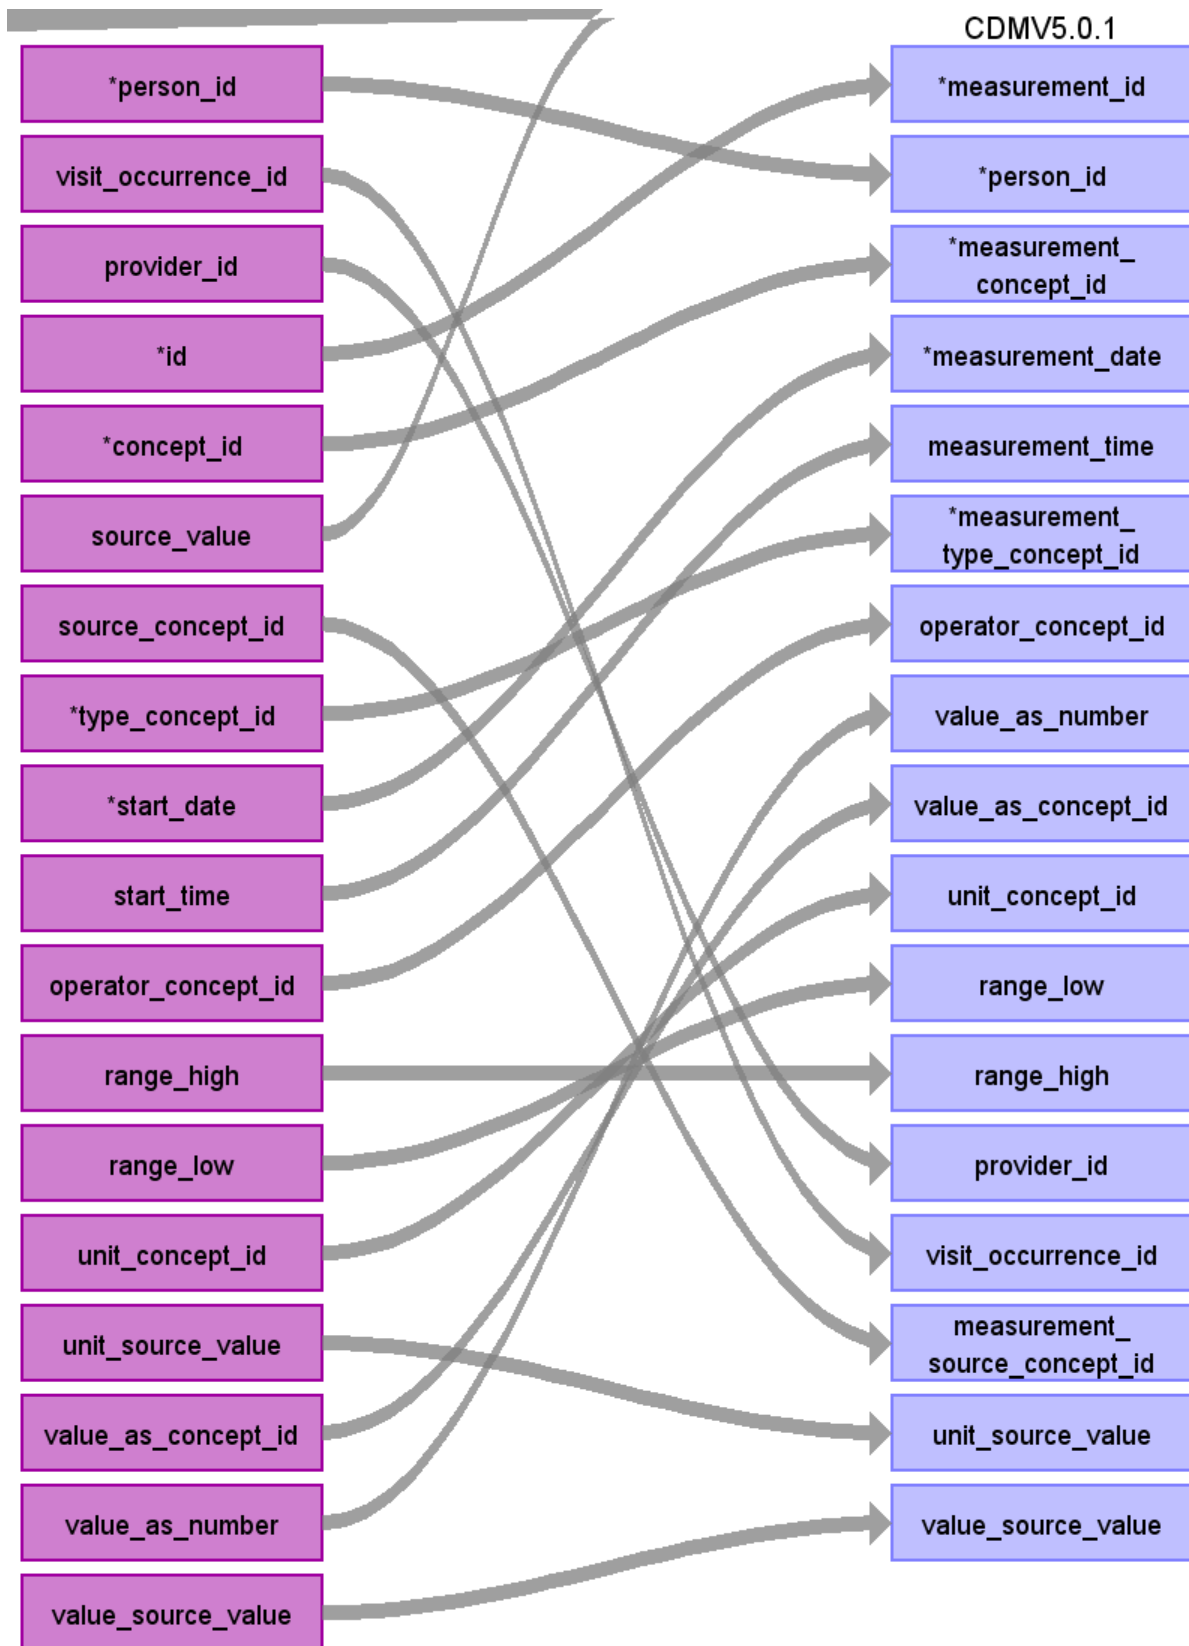 CDMV5.0.1
*person_id
visit_occurrence_id
provider_id
*id
*concept_id
source_value
source_concept_id
*type_concept_id
*start_date
start_time
operator_concept_id
range_high
range_low
unit_concept_id
unit_source_value
value_as_concept_id
value_as_number
value_source_value
*measurement_id
*person_id
*measurement_
concept_id
*measurement_date
measurement_time
*measurement_
type_concept_id
operator_concept_id
value_as_number
value_as_concept_id
unit_concept_id
range_low
range_high
provider_id
visit_occurrence_id
measurement_
source_concept_id
unit_source_value
value_source_value